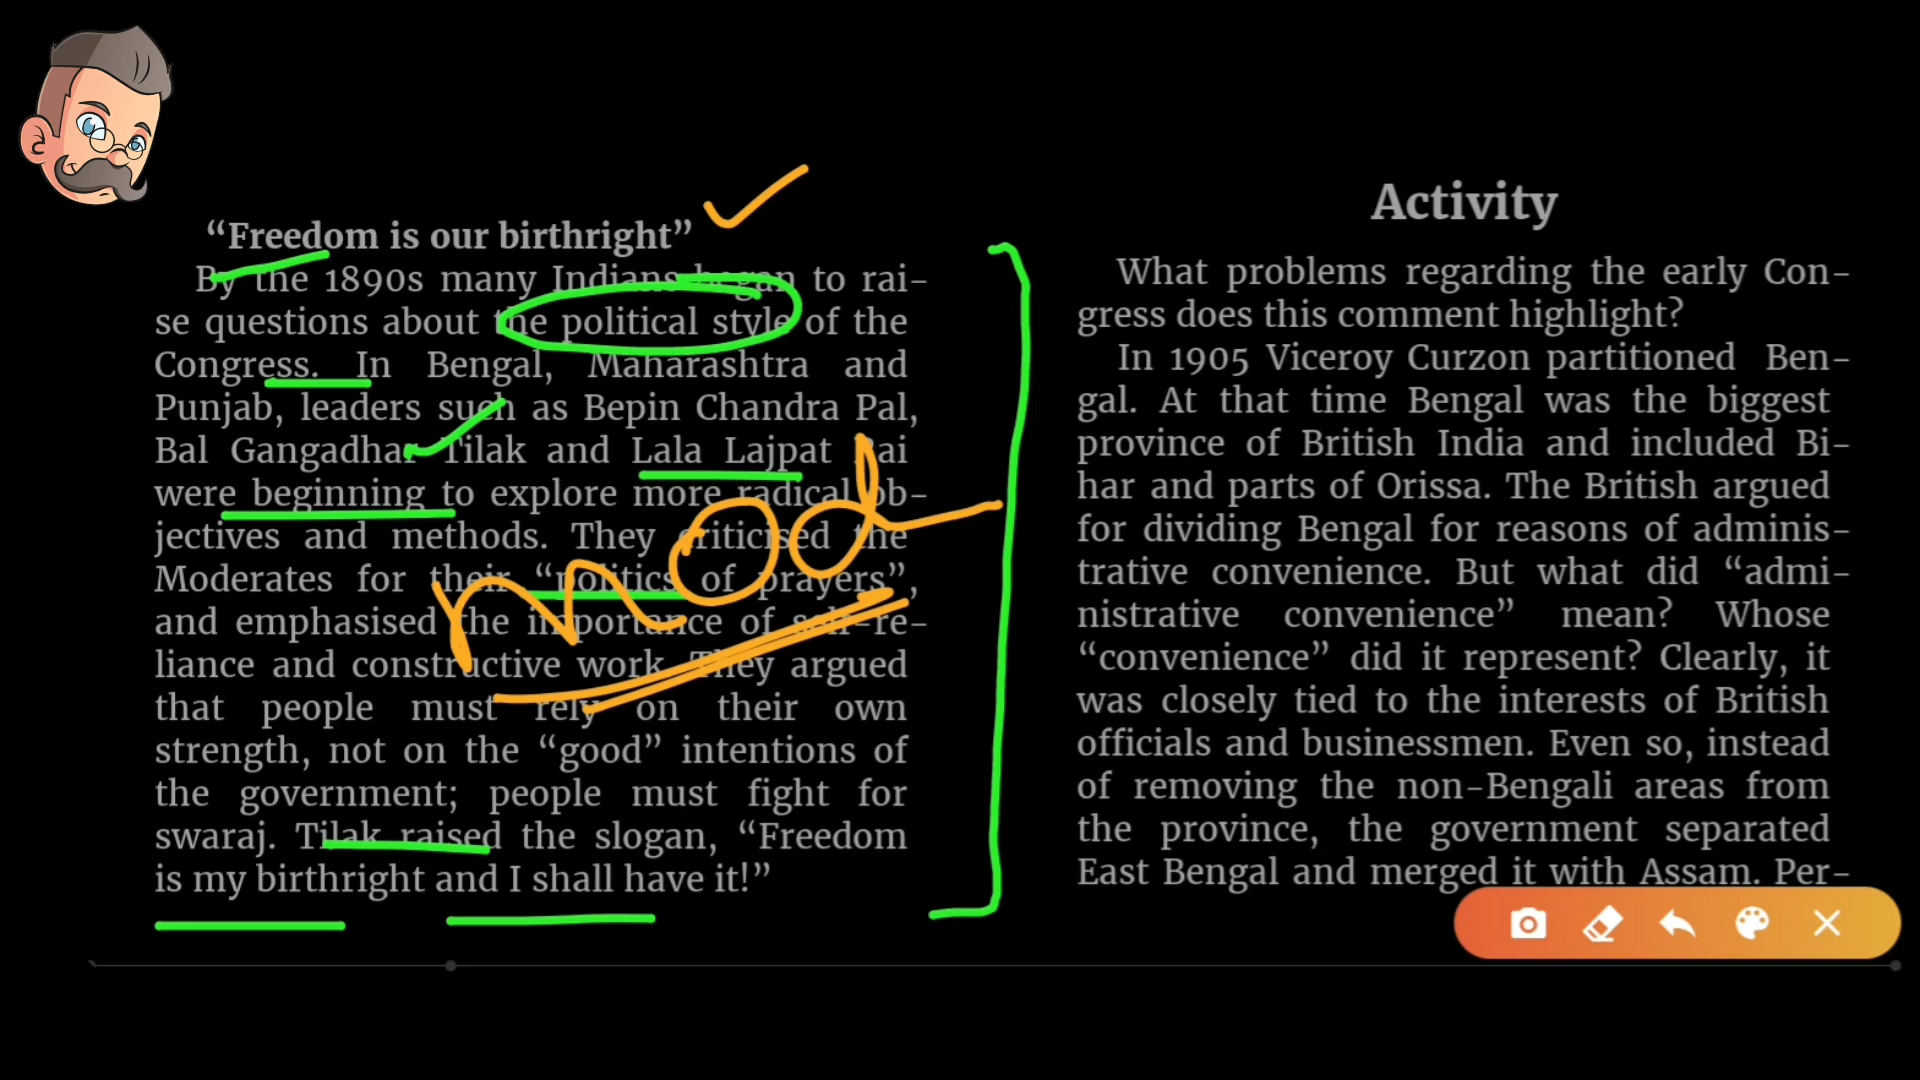 “Freedom is our birthright”
By the 1890s many Indians began to rai-
se questions about the political style of the
Congress. In Bengal, Maharashtra and
Punjab, leaders such as Bepin Chandra Pal,
Bal Gangadhar Tilak and Lala Lajpat Rai
were beginning to explore more radical ob-
jectives and methods. They criticised the
Moderates for their “politics of prayers”,
and emphasised the importance of self-re-
liance and constructive work. They argued
that people must rely on their own
strength, not on the “good” intentions of
the government; people must fight for
swaraj. Tilak raised the slogan, “Freedom
is my birthright and I shall have it!”
Activity
What problems regarding the early Con-
gress does this comment highlight?
In 1905 Viceroy Curzon partitioned Ben-
gal. At that time Bengal was the biggest
province of British India and included Bi-
har and parts of Orissa. The British argued
for dividing Bengal for reasons of adminis-
trative convenience. But what did “admi-
nistrative convenience” mean? Whose
“convenience” did it represent? Clearly, it
was closely tied to the interests of British
officials and businessmen. Even so, instead
of removing the non-Bengali areas from
the province, the government separated
East Bengal and merged it with Assam. Per-